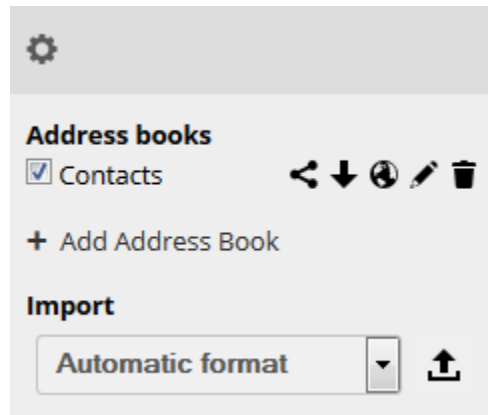 Address books
Contacts
+ Add Address Book
Import
Automatic format